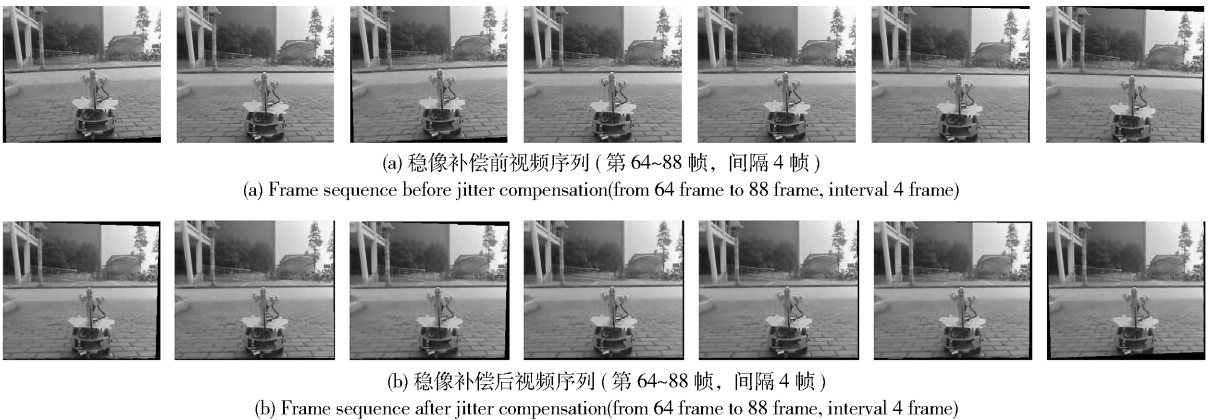 (a) 稳像补偿前视频序列 ( 第 64~88 帧, 间隔 4 帧 )
(a) Frame sequence before jitter compensation(from 64 frame to 88 frame, interval 4 frame)
(b) 稳像补偿后视频序列 ( 第 64~88 帧, 间隔 4 帧 )
(b) Frame sequence after jitter compensation(from 64 frame to 88 frame, interval 4 frame)